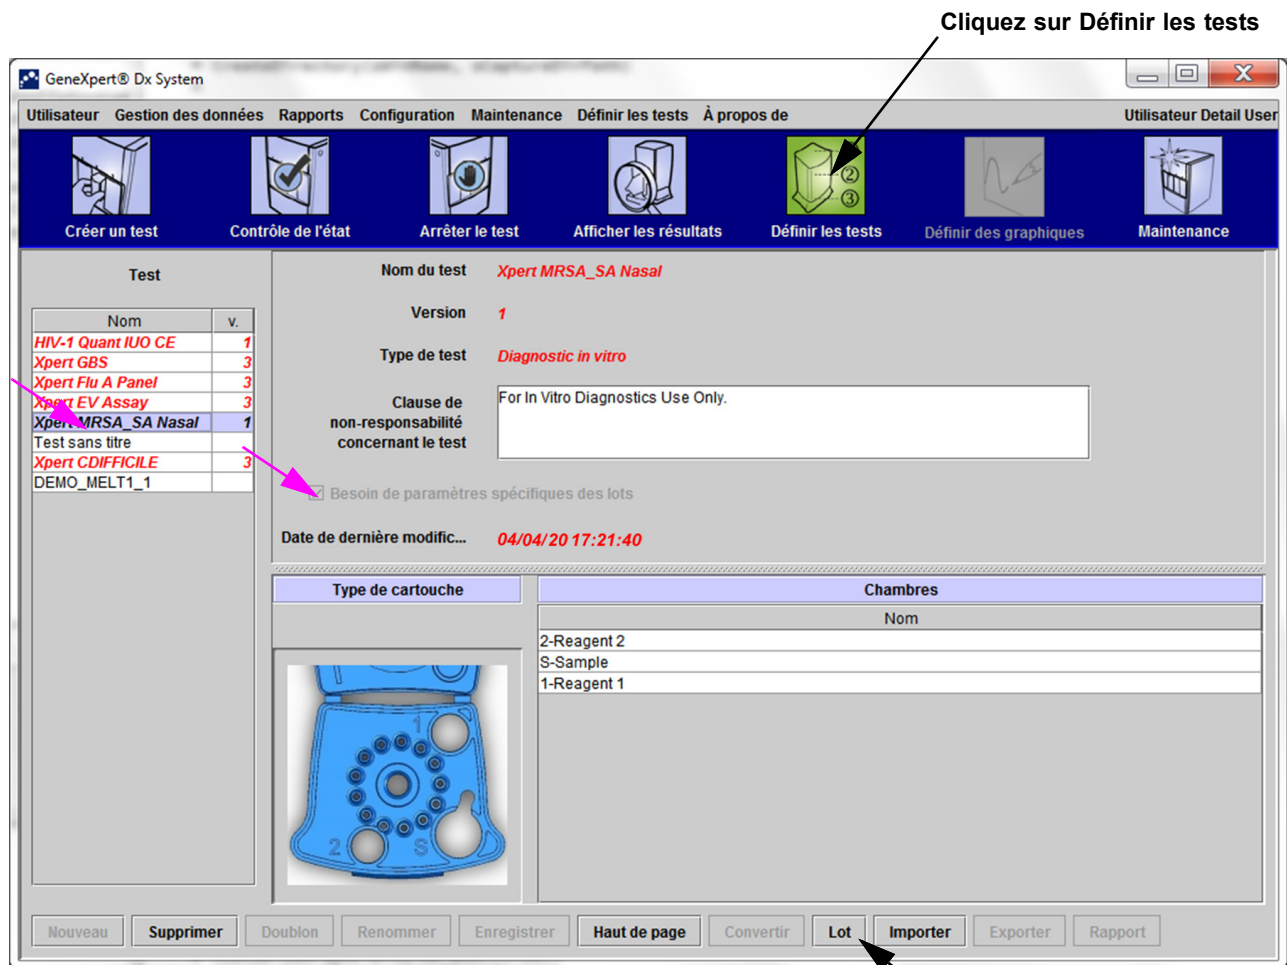 Cliquez sur Définir les tests
GeneXpert® Dx System
Utilisateur Gestion des données Rapports Configuration Maintenance Définir les tests À propos de Utilisateur Detail User
Créer un test Contrôle de l'état Arrêter le test Afficher les résultats Définir les tests Définir des graphiques Maintenance
2
3
Test
Nom v.
HIV-1 Quant IUO CE 1
Xpert GBS 3
Xpert Flu A Panel 3
Xpert EV Assay 3
Xpert MRSA_SA Nasal 1
Test sans titre
Xpert CDIFFICILE 3
DEMO_MELT1_1
Nom du test Xpert MRSA_SA Nasal
Version 1
Type de test Diagnostic in vitro
Clause de
non-responsabilité
concernant le test
For In Vitro Diagnostics Use Only.
Besoin de paramètres spécifiques des lots
Date de dernière modific... 04/04/20 17:21:40
Type de cartouche
1
2 S
Chambres
Nom
2-Reagent 2
S-Sample
1-Reagent 1
Nouveau Supprimer Doublon Renommer Enregistrer Haut de page Convertir Lot Importer Exporter Rapport